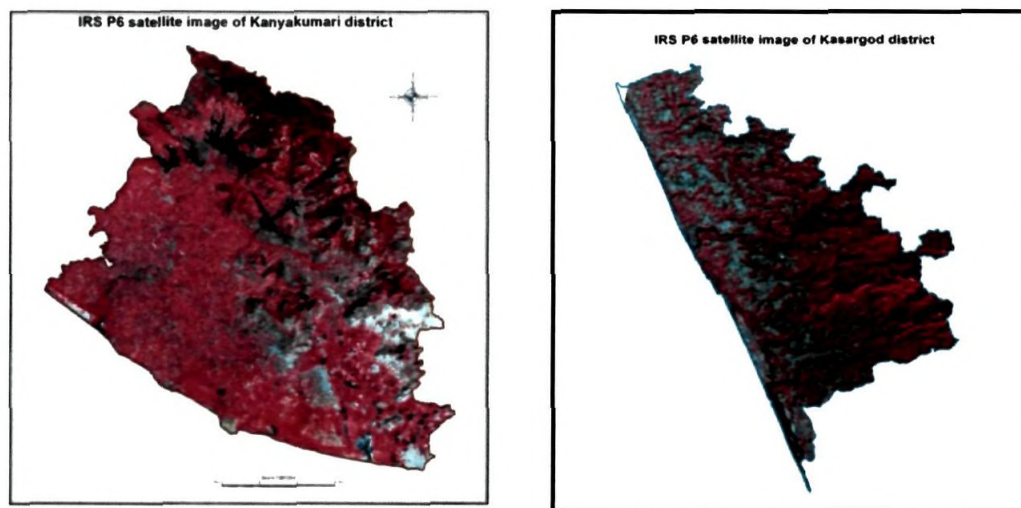 IRS P6 satellite image of Kanyakumari district
IRS P6 satellite image of Kasargod district